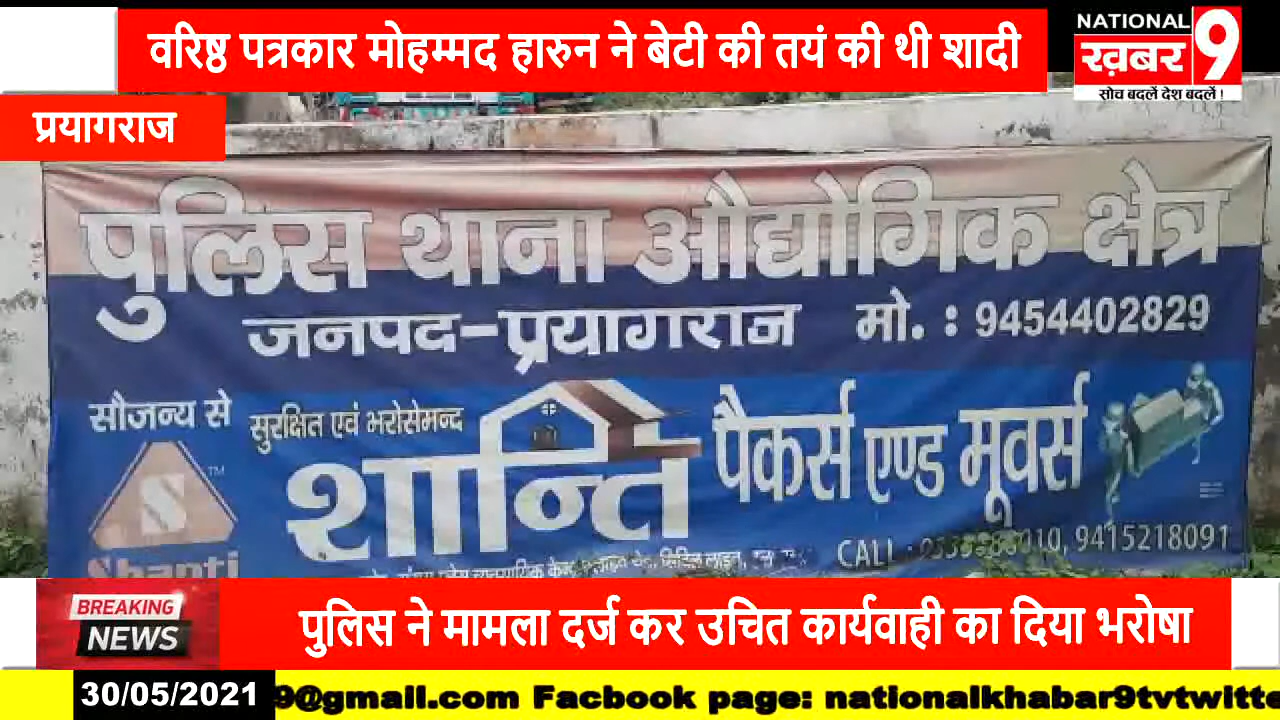 वरिष्ठ पत्रकार मोहम्मद हारुन ने बेटी की तयं की थी शादी
NATIONAL
ख़बर 9
सोच बदलें देश बदलें !
प्रयागराज
पुलिस थाना औद्योगिक क्षेत्र
जनपद-प्रयागराज मो. : 9454402829
सौजन्य से
सुरक्षित एवं भरोसेमन्द
शान्ति पैकर्स एण्ड मूवर्स
S TM
Shanti
CALL : 9415218091
BREAKING
NEWS
पुलिस ने मामला दर्ज कर उचित कार्यवाही का दिया भरोषा
30/05/2021 9@gmail.com Facbook page: nationalkhabar9tvtwitte